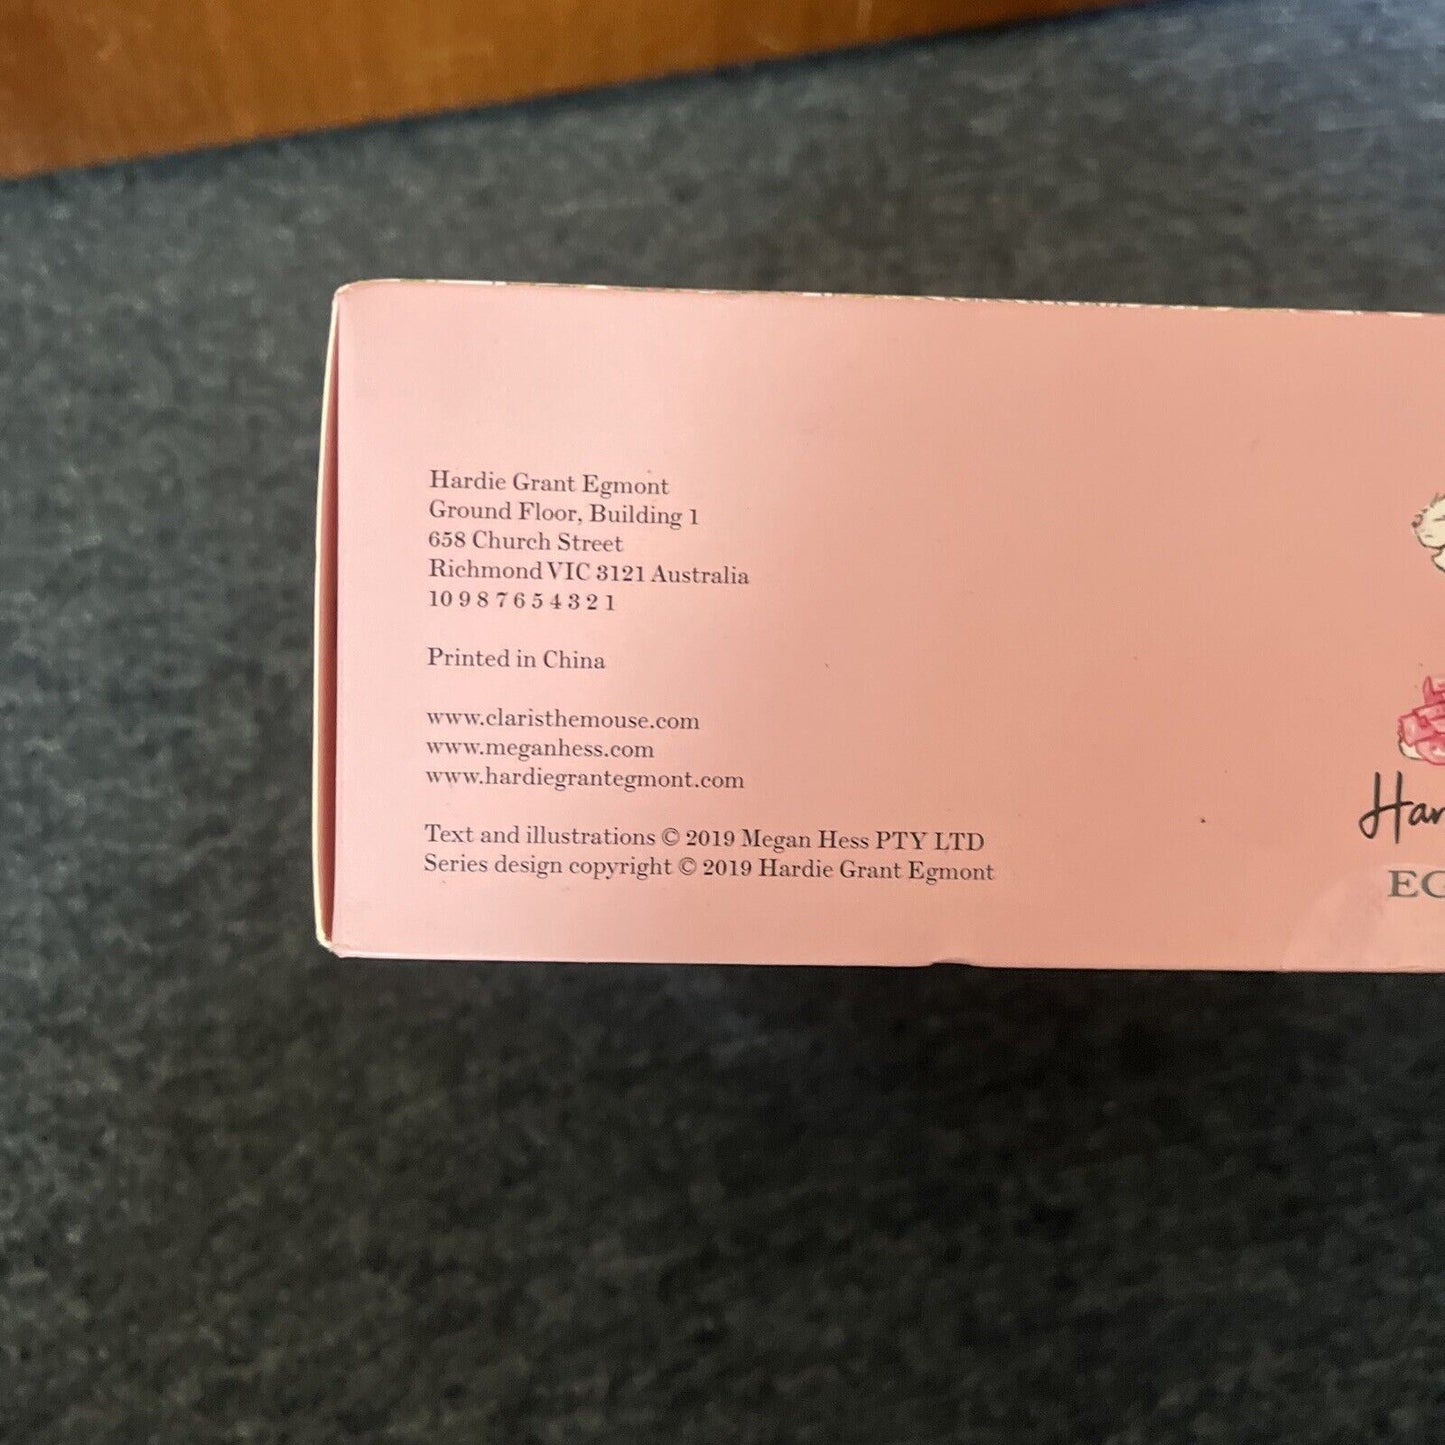 Hardie Grant Egmont
Ground Floor, Building 1
658 Church Street
Richmond VIC 3121 Australia
10 9 8 7 6 5 4 3 2 1
Printed in China
www.claristhemouse.com
www.meganhess.com
www.hardiegrantegmont.com
Text and illustrations © 2019 Megan Hess PTY LTD
Series design copyright © 2019 Hardie Grant Egmont
Har
EG